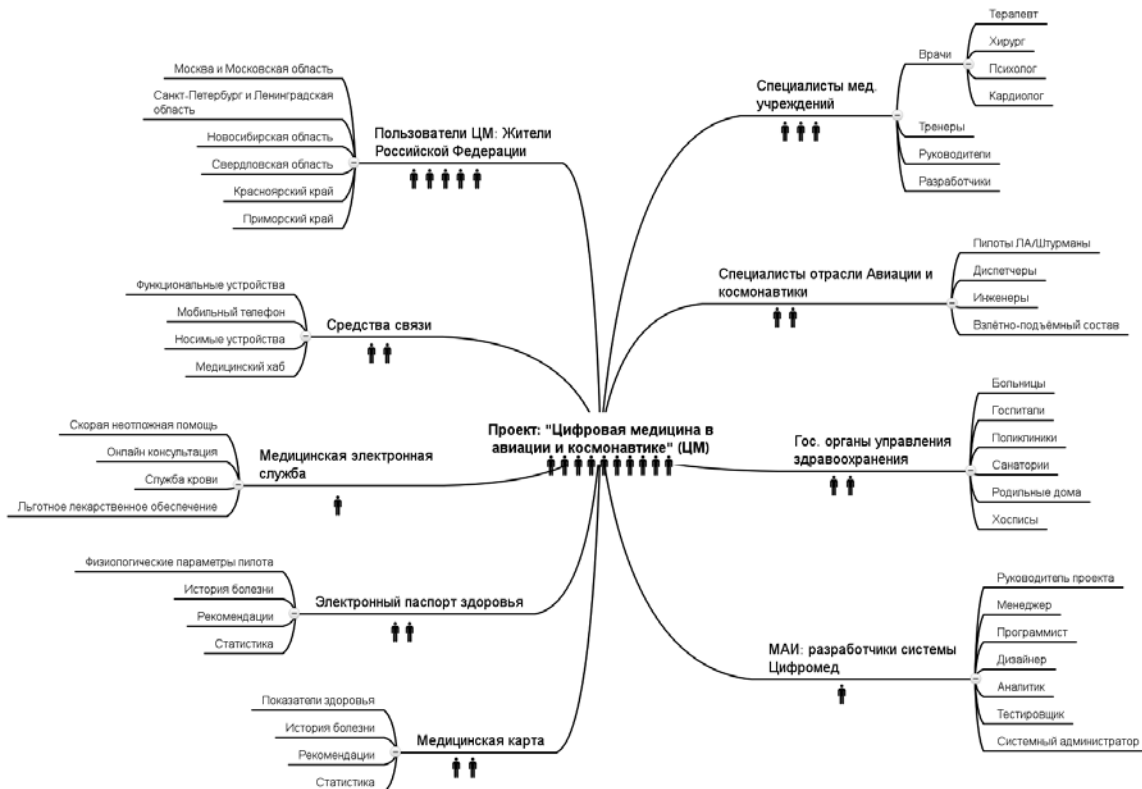 Москва и Московская область
Санкт-Петербург и Ленинградская
область
Новосибирская область
Свердловская область
Красноярский край
Приморский край
Пользователи ЦМ: Жители
Российской Федерации
Функциональные устройства
Мобильный телефон
Носимые устройства
Медицинский хаб
Средства связи
Скорая неотложная помощь
Онлайн консультация
Служба крови
Льготное лекарственное обеспечение
Медицинская электронная
служба
Физиологические параметры пилота
История болезни
Рекомендации
Статистика
Электронный паспорт здоровья
Показатели здоровья
История болезни
Рекомендации
Статистика
Медицинская карта
Проект: "Цифровая медицина в
авиации и космонавтике" (ЦМ)
Специалисты мед.
учреждений
Врачи
Терапевт
Хирург
Психолог
Кардиолог
Тренеры
Руководители
Разработчики
Специалисты отрасли Авиации и
космонавтики
Пилоты ЛА/Штурманы
Диспетчеры
Инженеры
Взлётно-подъёмный состав
Гос. органы управления
здравоохранения
Больницы
Госпитали
Поликлиники
Санатории
Родильные дома
Хосписы
МАИ: разработчики системы
Цифромед
Руководитель проекта
Менеджер
Программист
Дизайнер
Аналитик
Тестировщик
Системный администратор